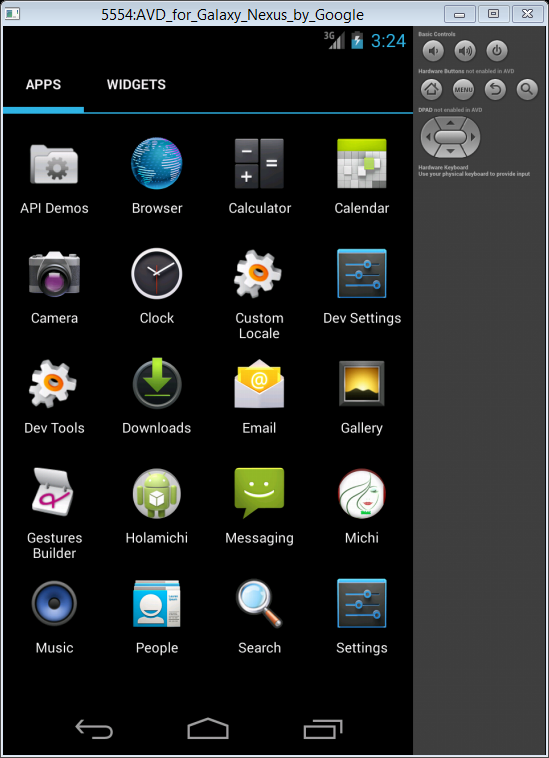 5554:AVD_for_Galaxy_Nexus_by_Google
3G 3:24
APPS WIDGETS
API Demos Browser Calculator Calendar
Camera Clock Custom Locale Dev Settings
Dev Tools Downloads Email Gallery
Gestures Builder Holamichi Messaging Michi
Music People Search Settings
Basic Controls
Hardware Buttons not enabled in AVD
MENU
DPAD not enabled in AVD
Hardware Keyboard
Use your physical keyboard to provide input